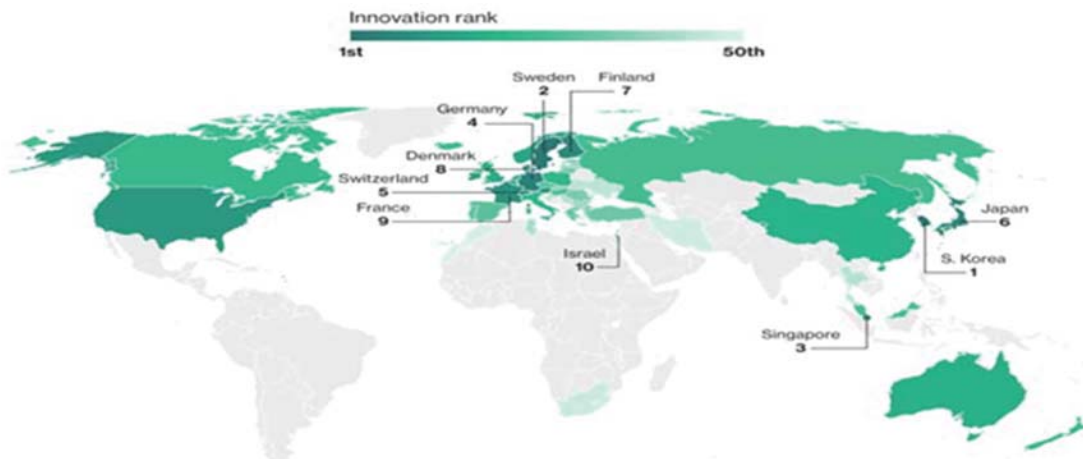 Innovation rank
1st 50th
Sweden Finland
2 7
Germany
4
Denmark
8
Switzerland
5
France
9
Israel
10
Japan
6
S. Korea
1
Singapore
3